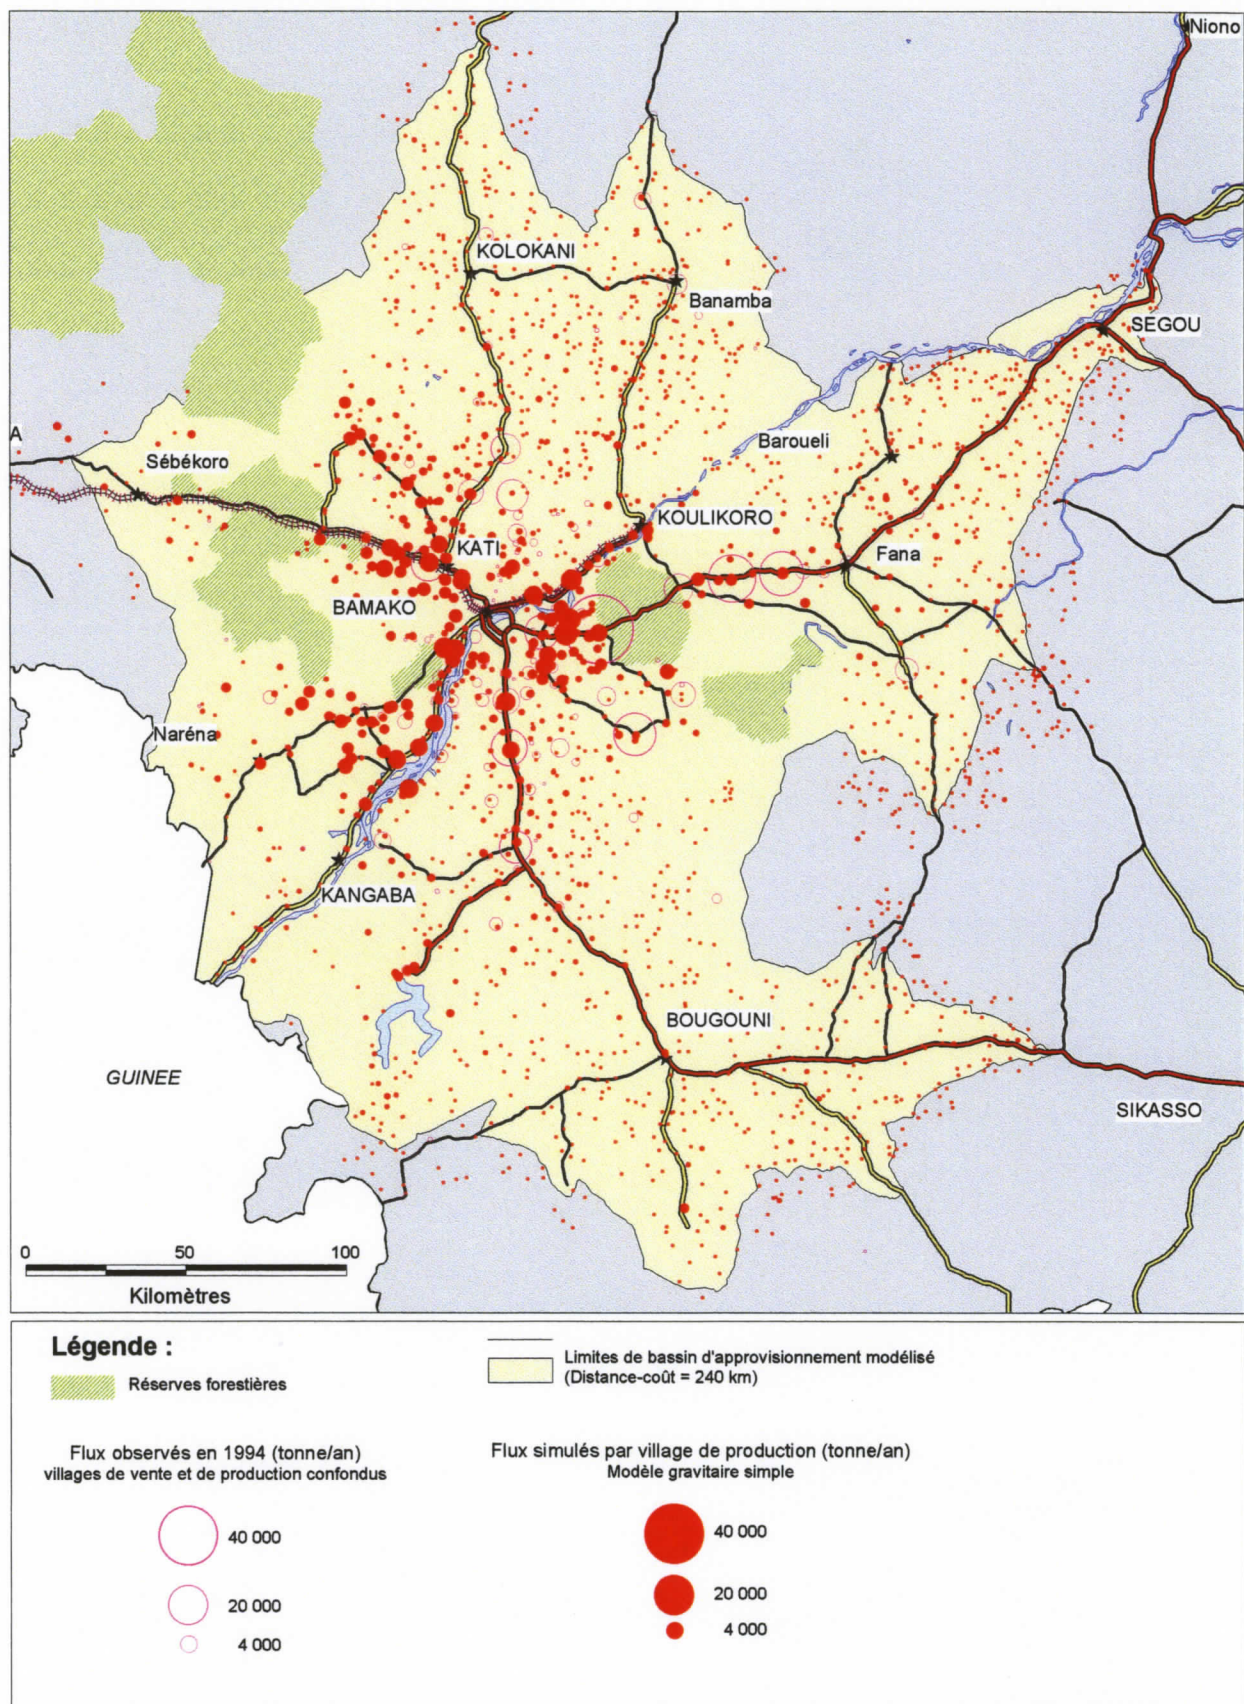 Niono
KOLOKANI
Banamba
SEGOU
A
Sébékoro
Baroueli
KOULIKORO
KATI
Fana
BAMAKO
Naréna
KANGABA
BOUGOUNI
GUINEE
SIKASSO
0 50 100
Kilomètres
Légende :
Réserves forestières
Limites de bassin d'approvisionnement modélisé
(Distance-coût = 240 km)
Flux observés en 1994 (tonne/an)
villages de vente et de production confondus
40 000
20 000
4 000
Flux simulés par village de production (tonne/an)
Modèle gravitaire simple
40 000
20 000
4 000